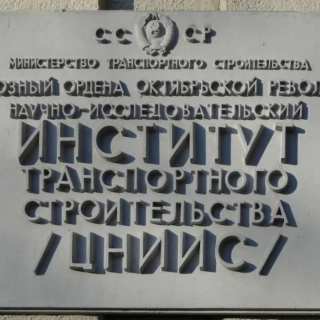 СС СР
МИНИСТЕРСТВО ТРАНСПОРТНОГО СТРОИТЕЛЬСТВА
ОЗНЫЙ ОРДЕНА ОКТЯБРЬСКОЙ РЕВОЛ
НАУЧНО-ИССЛЕДОВАТЕЛЬСКИЙ
ИНСТИТУТ
ТРАНСПОРТНОГО
СТРОИТЕЛЬСТВА
/ЦНИИС/